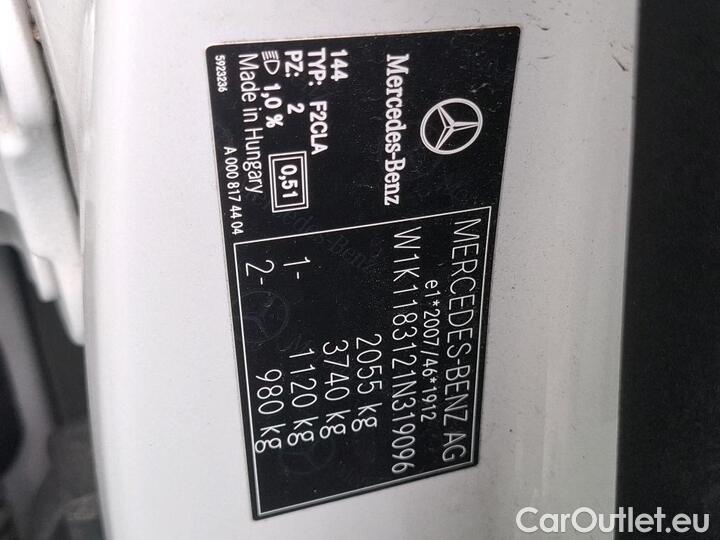 MERCEDES-BENZ AG
e1*2007/46*1912
W1K1183121N319096
2055 kg
3740 kg
1- 1120 kg
2- 980 kg
Mercedes-Benz
144
TYP: F2CLA
PZ: 2
1,0 % 0,51
Made in Hungary
5923236 A 000 817 44 04
CarOutlet.eu